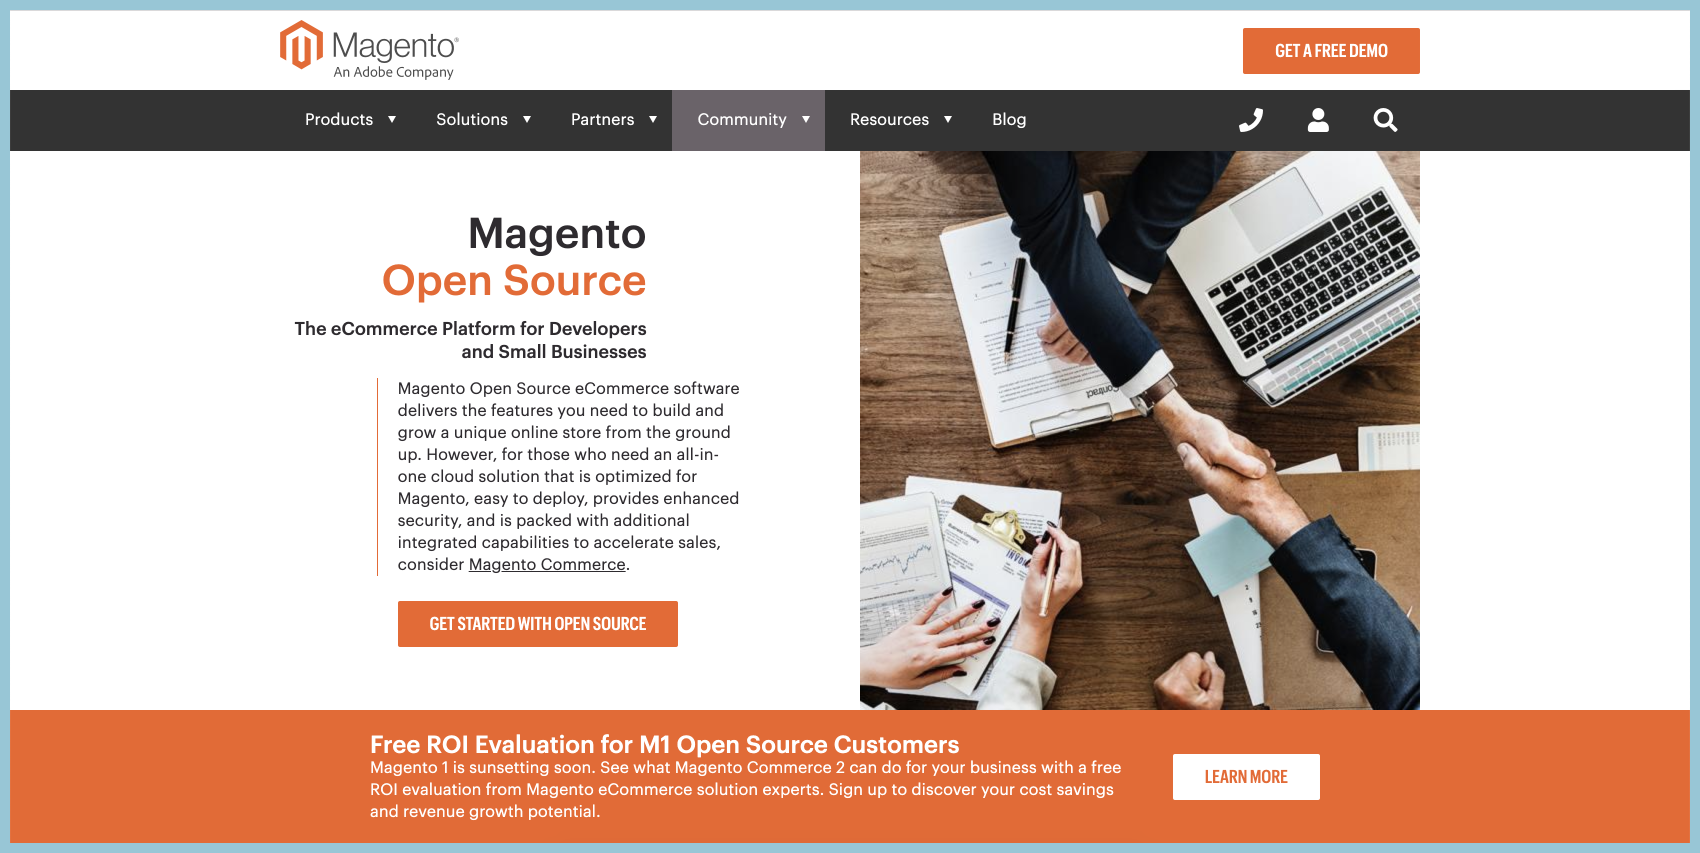 Magento®
An Adobe Company
GET A FREE DEMO
Products
Solutions
Partners
Community
Resources
Blog
Magento
Open Source
The eCommerce Platform for Developers
and Small Businesses
Magento Open Source eCommerce software
delivers the features you need to build and
grow a unique online store from the ground
up. However, for those who need an all-in-
one cloud solution that is optimized for
Magento, easy to deploy, provides enhanced
security, and is packed with additional
integrated capabilities to accelerate sales,
consider Magento Commerce.
GET STARTED WITH OPEN SOURCE
Contract
Business Company
INVOI
Free ROI Evaluation for M1 Open Source Customers
Magento 1 is sunsetting soon. See what Magento Commerce 2 can do for your business with a free
ROI evaluation from Magento eCommerce solution experts. Sign up to discover your cost savings
and revenue growth potential.
LEARN MORE